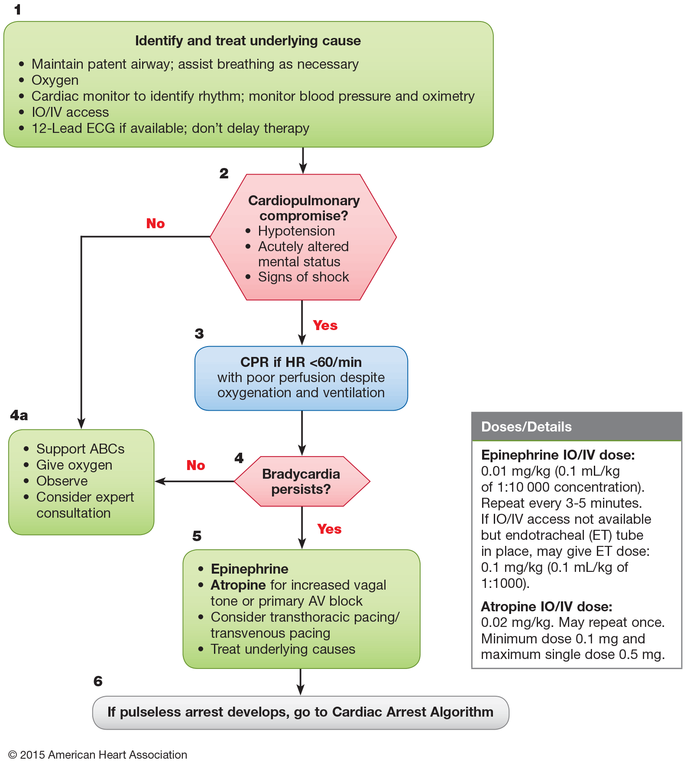 1
Identify and treat underlying cause
• Maintain patent airway; assist breathing as necessary
• Oxygen
• Cardiac monitor to identify rhythm; monitor blood pressure and oximetry
• IO/IV access
• 12-Lead ECG if available; don't delay therapy
2
Cardiopulmonary
compromise?
• Hypotension
• Acutely altered
mental status
• Signs of shock
No
Yes
3
CPR if HR <60/min
with poor perfusion despite
oxygenation and ventilation
4a
• Support ABCs
• Give oxygen
• Observe
• Consider expert
consultation
No
4
Bradycardia
persists?
Yes
5
• Epinephrine
• Atropine for increased vagal
tone or primary AV block
• Consider transthoracic pacing/
transvenous pacing
• Treat underlying causes
6
If pulseless arrest develops, go to Cardiac Arrest Algorithm
Doses/Details
Epinephrine IO/IV dose:
0.01 mg/kg (0.1 mL/kg
of 1:10 000 concentration).
Repeat every 3-5 minutes.
If IO/IV access not available
but endotracheal (ET) tube
in place, may give ET dose:
0.1 mg/kg (0.1 mL/kg of
1:1000).
Atropine IO/IV dose:
0.02 mg/kg. May repeat once.
Minimum dose 0.1 mg and
maximum single dose 0.5 mg.
© 2015 American Heart Association